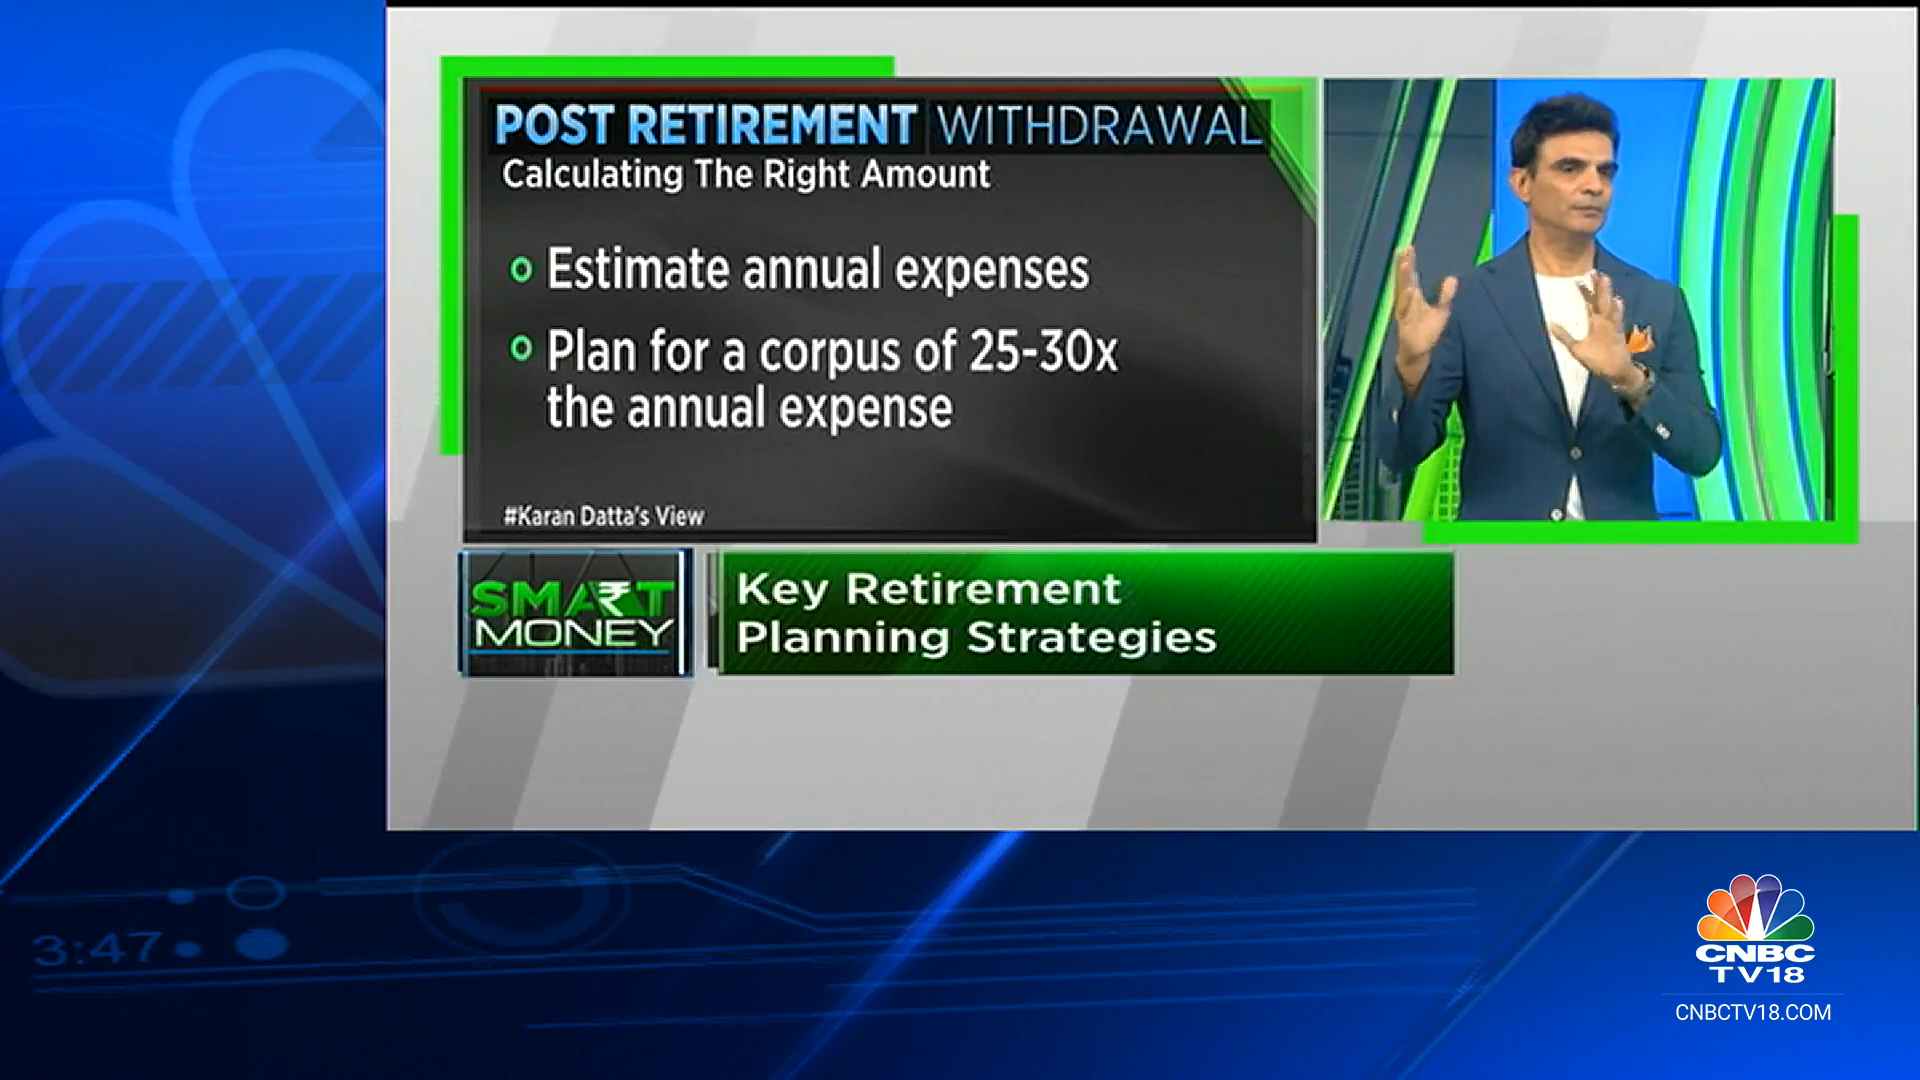 POST RETIREMENT WITHDRAWAL
Calculating The Right Amount
Estimate annual expenses
Plan for a corpus of 25-30x
the annual expense
#Karan Datta's View
SMA₹T
MONEY
Key Retirement
Planning Strategies
3:47
CNBC
TV18
CNBCTV18.COM